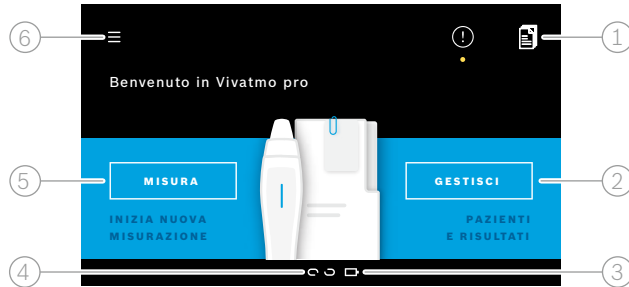 6
1
Benvenuto in Vivatmo pro
5
MISURA
GESTISCI
2
INIZIA NUOVA
MISURAZIONE
PAZIENTI
E RISULTATI
4
3